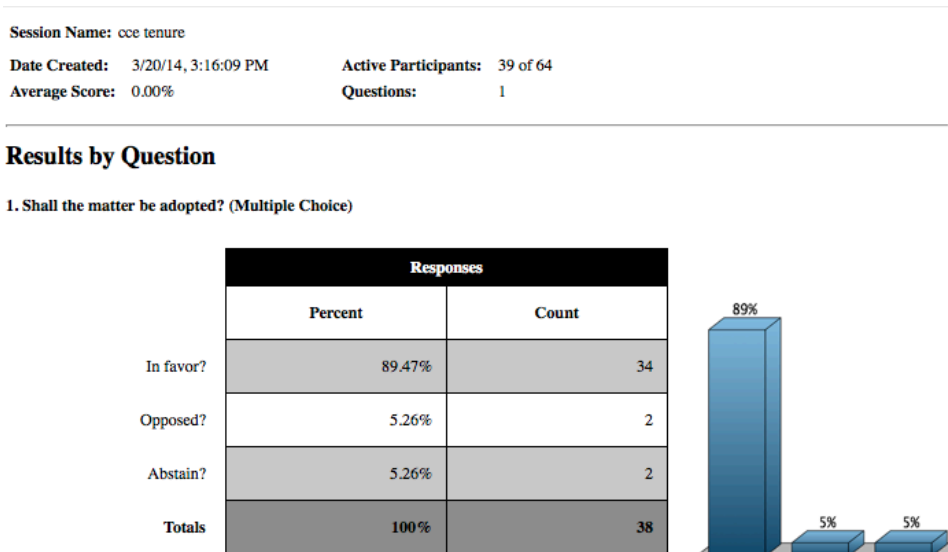 Session Name: cce tenure
Date Created: 3/20/14, 3:16:09 PM Active Participants: 39 of 64
Average Score: 0.00% Questions: 1
Results by Question
1. Shall the matter be adopted? (Multiple Choice)
Responses
Percent Count
In favor? 89.47% 34
Opposed? 5.26% 2
Abstain? 5.26% 2
Totals 100% 38
89%
5% 5%